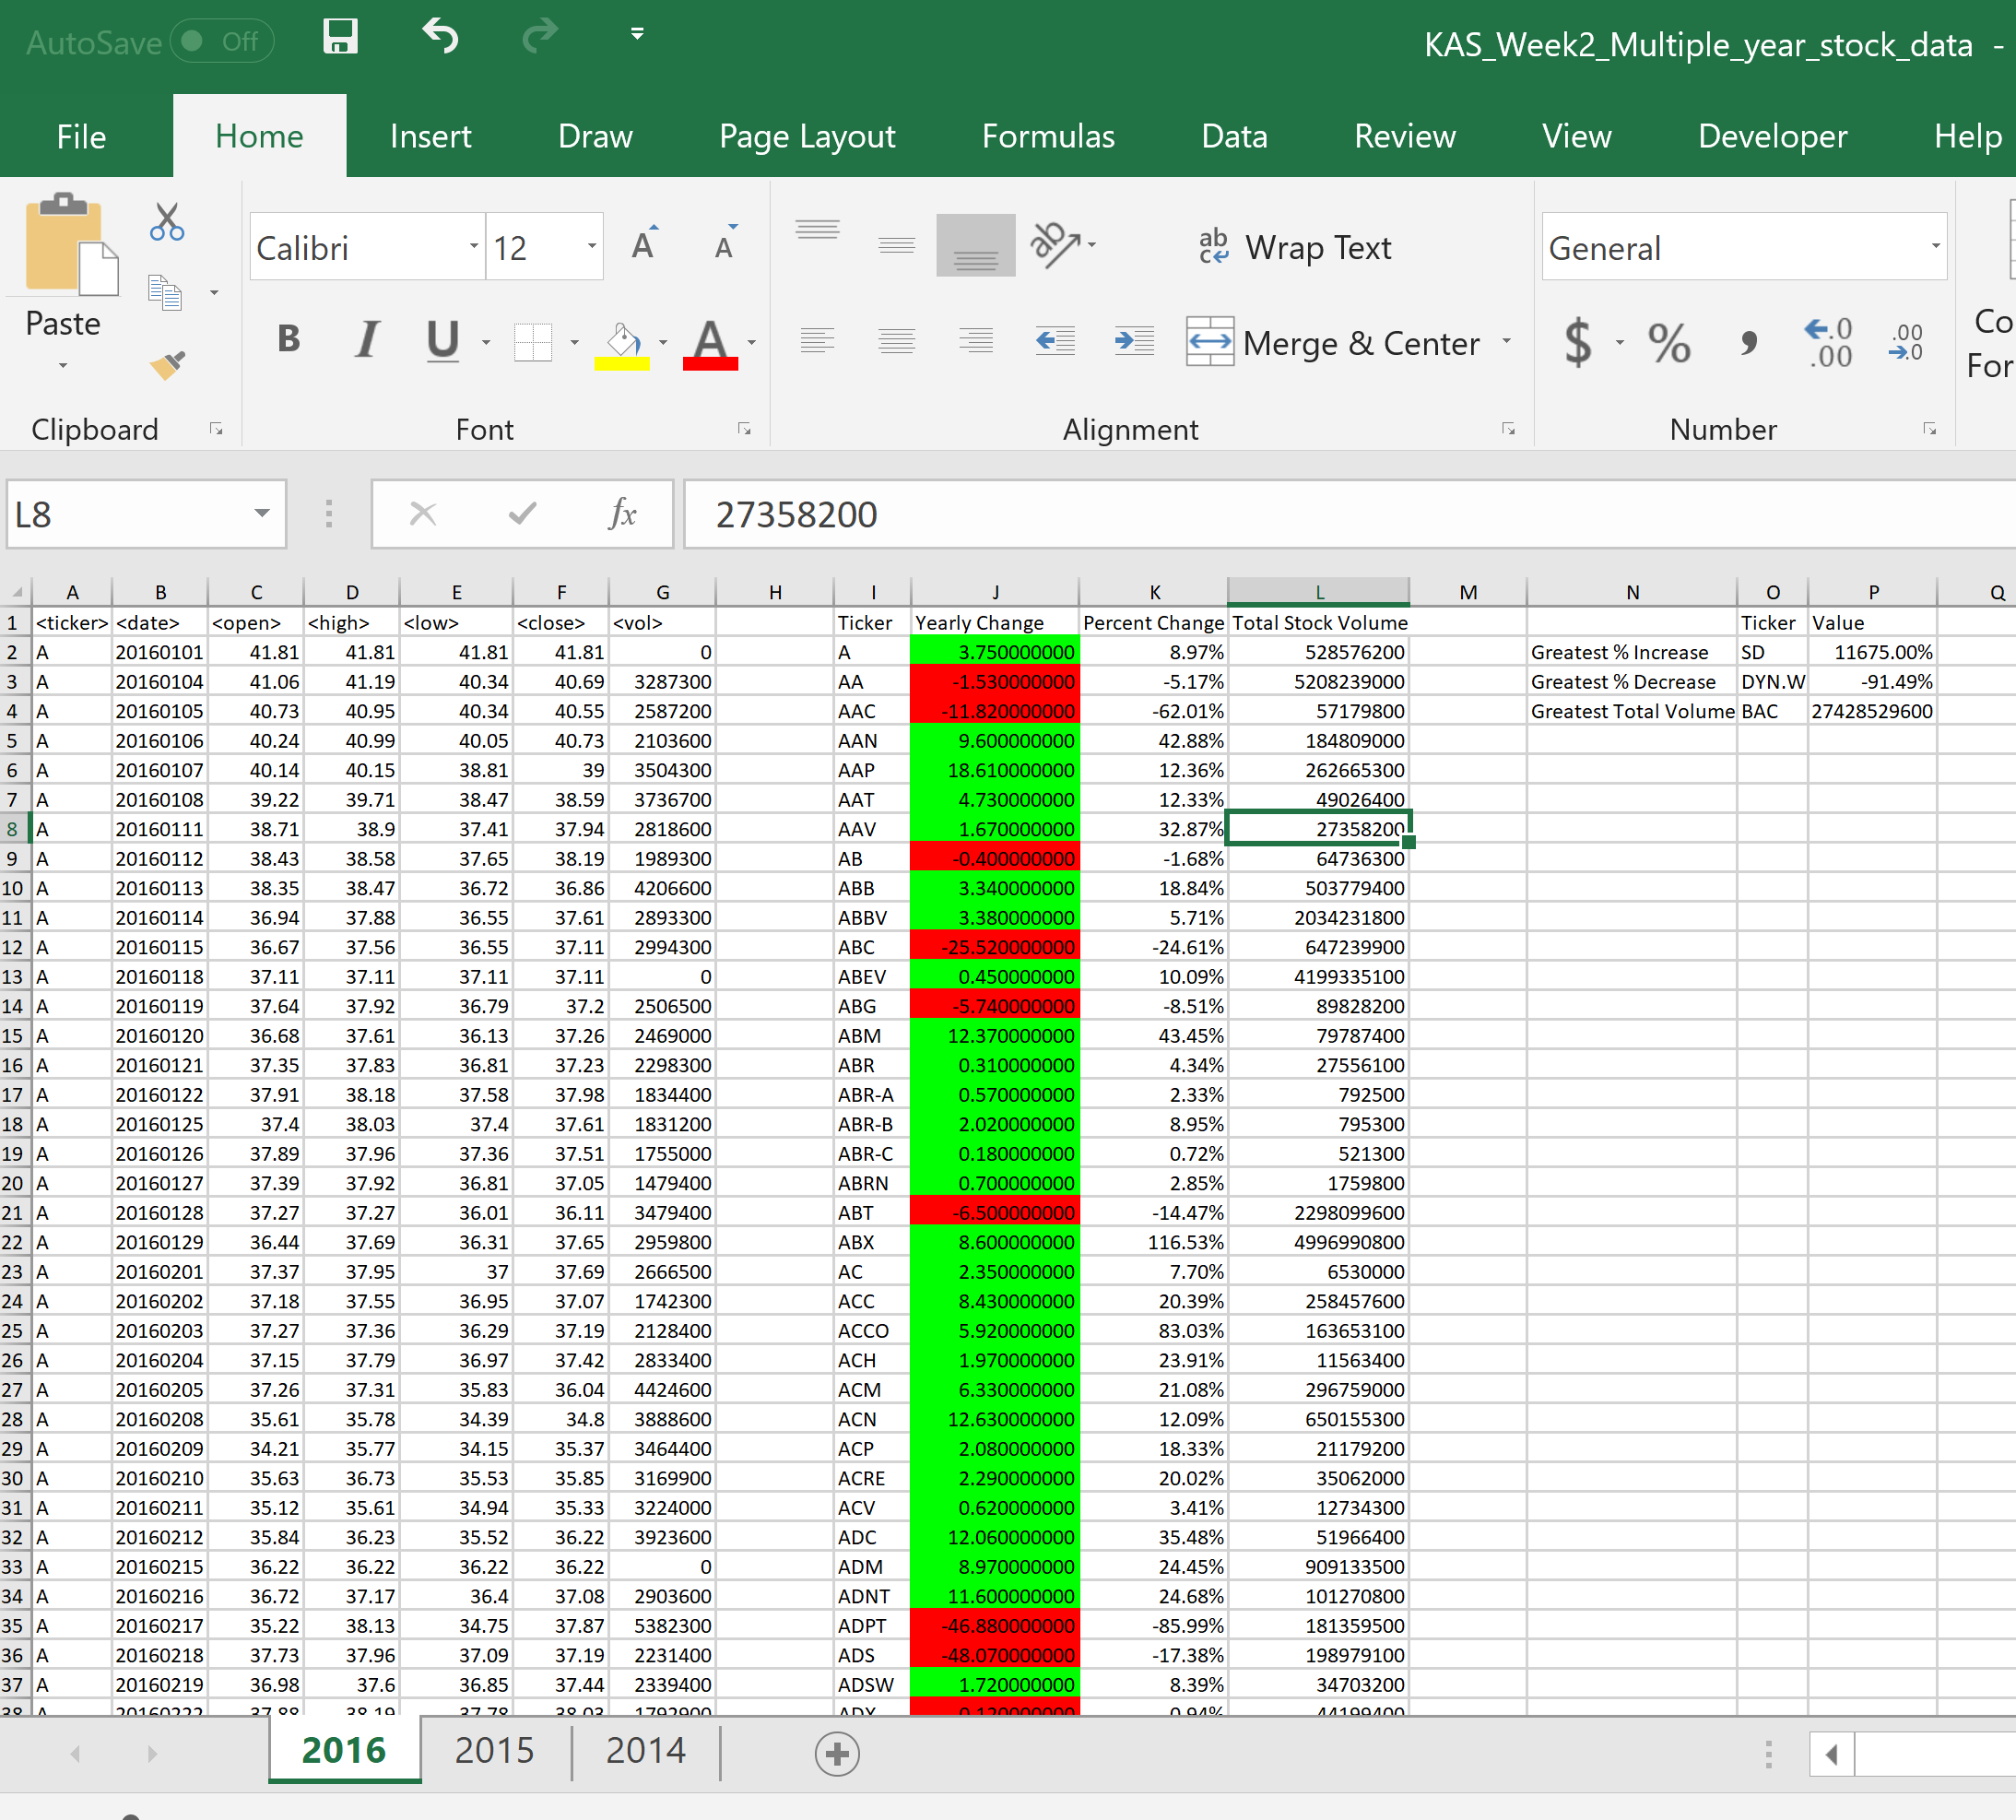 AutoSave Off KAS_Week2_Multiple_year_stock_data -
File Home Insert Draw Page Layout Formulas Data Review View Developer Help
Calibri 12 A A ab Wrap Text General
Paste B I U A Merge & Center $ % , .0 .00 .00 .0 Co
For
Clipboard Font Alignment Number
L8 fx 27358200
A B C D E F G H I J K L M N O P Q
1 <ticker> <date> <open> <high> <low> <close> <vol> Ticker Yearly Change Percent Change Total Stock Volume Ticker Value
2 A 20160101 41.81 41.81 41.81 41.81 0 A 3.750000000 8.97% 528576200 Greatest % Increase SD 11675.00%
3 A 20160104 41.06 41.19 40.34 40.69 3287300 AA -1.530000000 -5.17% 5208239000 Greatest % Decrease DYN.W -91.49%
4 A 20160105 40.73 40.95 40.34 40.55 2587200 AAC -11.820000000 -62.01% 57179800 Greatest Total Volume BAC 27428529600
5 A 20160106 40.24 40.99 40.05 40.73 2103600 AAN 9.600000000 42.88% 184809000
6 A 20160107 40.14 40.15 38.81 39 3504300 AAP 18.610000000 12.36% 262665300
7 A 20160108 39.22 39.71 38.47 38.59 3736700 AAT 4.730000000 12.33% 49026400
8 A 20160111 38.71 38.9 37.41 37.94 2818600 AAV 1.670000000 32.87% 27358200
9 A 20160112 38.43 38.58 37.65 38.19 1989300 AB -0.400000000 -1.68% 64736300
10 A 20160113 38.35 38.47 36.72 36.86 4206600 ABB 3.340000000 18.84% 503779400
11 A 20160114 36.94 37.88 36.55 37.61 2893300 ABBV 3.380000000 5.71% 2034231800
12 A 20160115 36.67 37.56 36.55 37.11 2994300 ABC -25.520000000 -24.61% 647239900
13 A 20160118 37.11 37.11 37.11 37.11 0 ABEV 0.450000000 10.09% 4199335100
14 A 20160119 37.64 37.92 36.79 37.2 2506500 ABG -5.740000000 -8.51% 89828200
15 A 20160120 36.68 37.61 36.13 37.26 2469000 ABM 12.370000000 43.45% 79787400
16 A 20160121 37.35 37.83 36.81 37.23 2298300 ABR 0.310000000 4.34% 27556100
17 A 20160122 37.91 38.18 37.58 37.98 1834400 ABR-A 0.570000000 2.33% 792500
18 A 20160125 37.4 38.03 37.4 37.61 1831200 ABR-B 2.020000000 8.95% 795300
19 A 20160126 37.89 37.96 37.36 37.51 1755000 ABR-C 0.180000000 0.72% 521300
20 A 20160127 37.39 37.92 36.81 37.05 1479400 ABRN 0.700000000 2.85% 1759800
21 A 20160128 37.27 37.27 36.01 36.11 3479400 ABT -6.500000000 -14.47% 2298099600
22 A 20160129 36.44 37.69 36.31 37.65 2959800 ABX 8.600000000 116.53% 4996990800
23 A 20160201 37.37 37.95 37 37.69 2666500 AC 2.350000000 7.70% 6530000
24 A 20160202 37.18 37.55 36.95 37.07 1742300 ACC 8.430000000 20.39% 258457600
25 A 20160203 37.27 37.36 36.29 37.19 2128400 ACCO 5.920000000 83.03% 163653100
26 A 20160204 37.15 37.79 36.97 37.42 2833400 ACH 1.970000000 23.91% 11563400
27 A 20160205 37.26 37.31 35.83 36.04 4424600 ACM 6.330000000 21.08% 296759000
28 A 20160208 35.61 35.78 34.39 34.8 3888600 ACN 12.630000000 12.09% 650155300
29 A 20160209 34.21 35.77 34.15 35.37 3464400 ACP 2.080000000 18.33% 21179200
30 A 20160210 35.63 36.73 35.53 35.85 3169900 ACRE 2.290000000 20.02% 35062000
31 A 20160211 35.12 35.61 34.94 35.33 3224000 ACV 0.620000000 3.41% 12734300
32 A 20160212 35.84 36.23 35.52 36.22 3923600 ADC 12.060000000 35.48% 51966400
33 A 20160215 36.22 36.22 36.22 36.22 0 ADM 8.970000000 24.45% 909133500
34 A 20160216 36.72 37.17 36.4 37.08 2903600 ADNT 11.600000000 24.68% 101270800
35 A 20160217 35.22 38.13 34.75 37.87 5382300 ADPT -46.880000000 -85.99% 181359500
36 A 20160218 37.73 37.96 37.09 37.19 2231400 ADS -48.070000000 -17.38% 198979100
37 A 20160219 36.98 37.6 36.85 37.44 2339400 ADSW 1.720000000 8.39% 34703200
38 A 20160222 37.88 38.19 37.78 38.03 1792900 ADX
2016 2015 2014